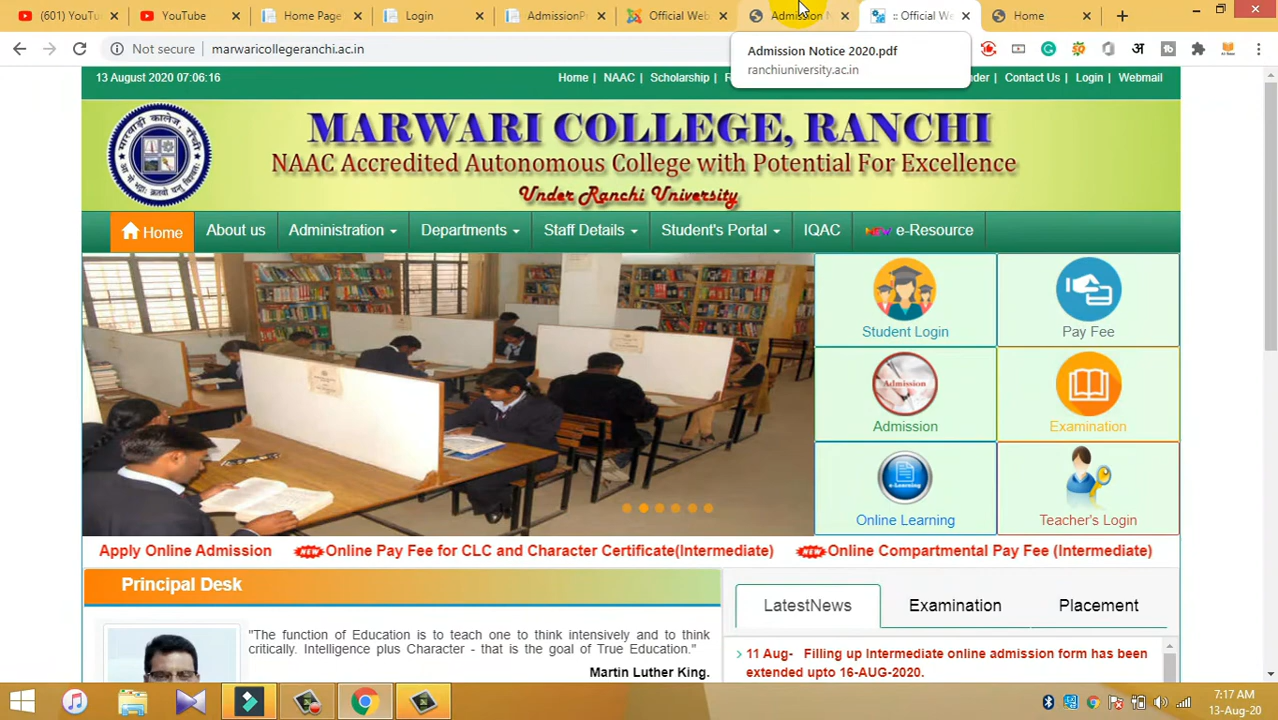 (601) YouTu
YouTube
Home Page
Login
AdmissionP
Official Web
Admission N
:: Official We
Home
Not secure
marwaricollegeranchi.ac.in
Admission Notice 2020.pdf
ranchiuniversity.ac.in
13 August 2020 07:06:16
Home | NAAC | Scholarship |
Contact Us | Login | Webmail
MARWARI COLLEGE, RANCHI
NAAC Accredited Autonomous College with Potential For Excellence
Under Ranchi University
Home
About us
Administration
Departments
Staff Details
Student's Portal
IQAC
NEW e-Resource
Student Login
Pay Fee
Admission
Admission
Examination
e-Learning
Online Learning
Teacher's Login
Apply Online Admission
NEW Online Pay Fee for CLC and Character Certificate(Intermediate)
NEW Online Compartmental Pay Fee (Intermediate)
Principal Desk
"The function of Education is to teach one to think intensively and to think
critically. Intelligence plus Character - that is the goal of True Education."
Martin Luther King.
LatestNews
Examination
Placement
11 Aug- Filling up Intermediate online admission form has been
extended upto 16-AUG-2020.
7:17 AM
13-Aug-20